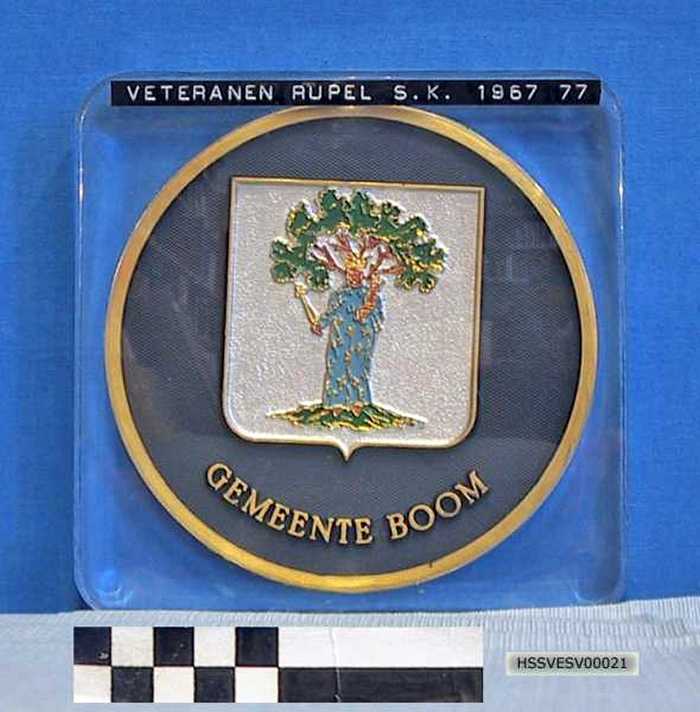 VETERANEN RUPEL S.K. 1967 77
GEMEENTE BOOM
HSSVESV00021